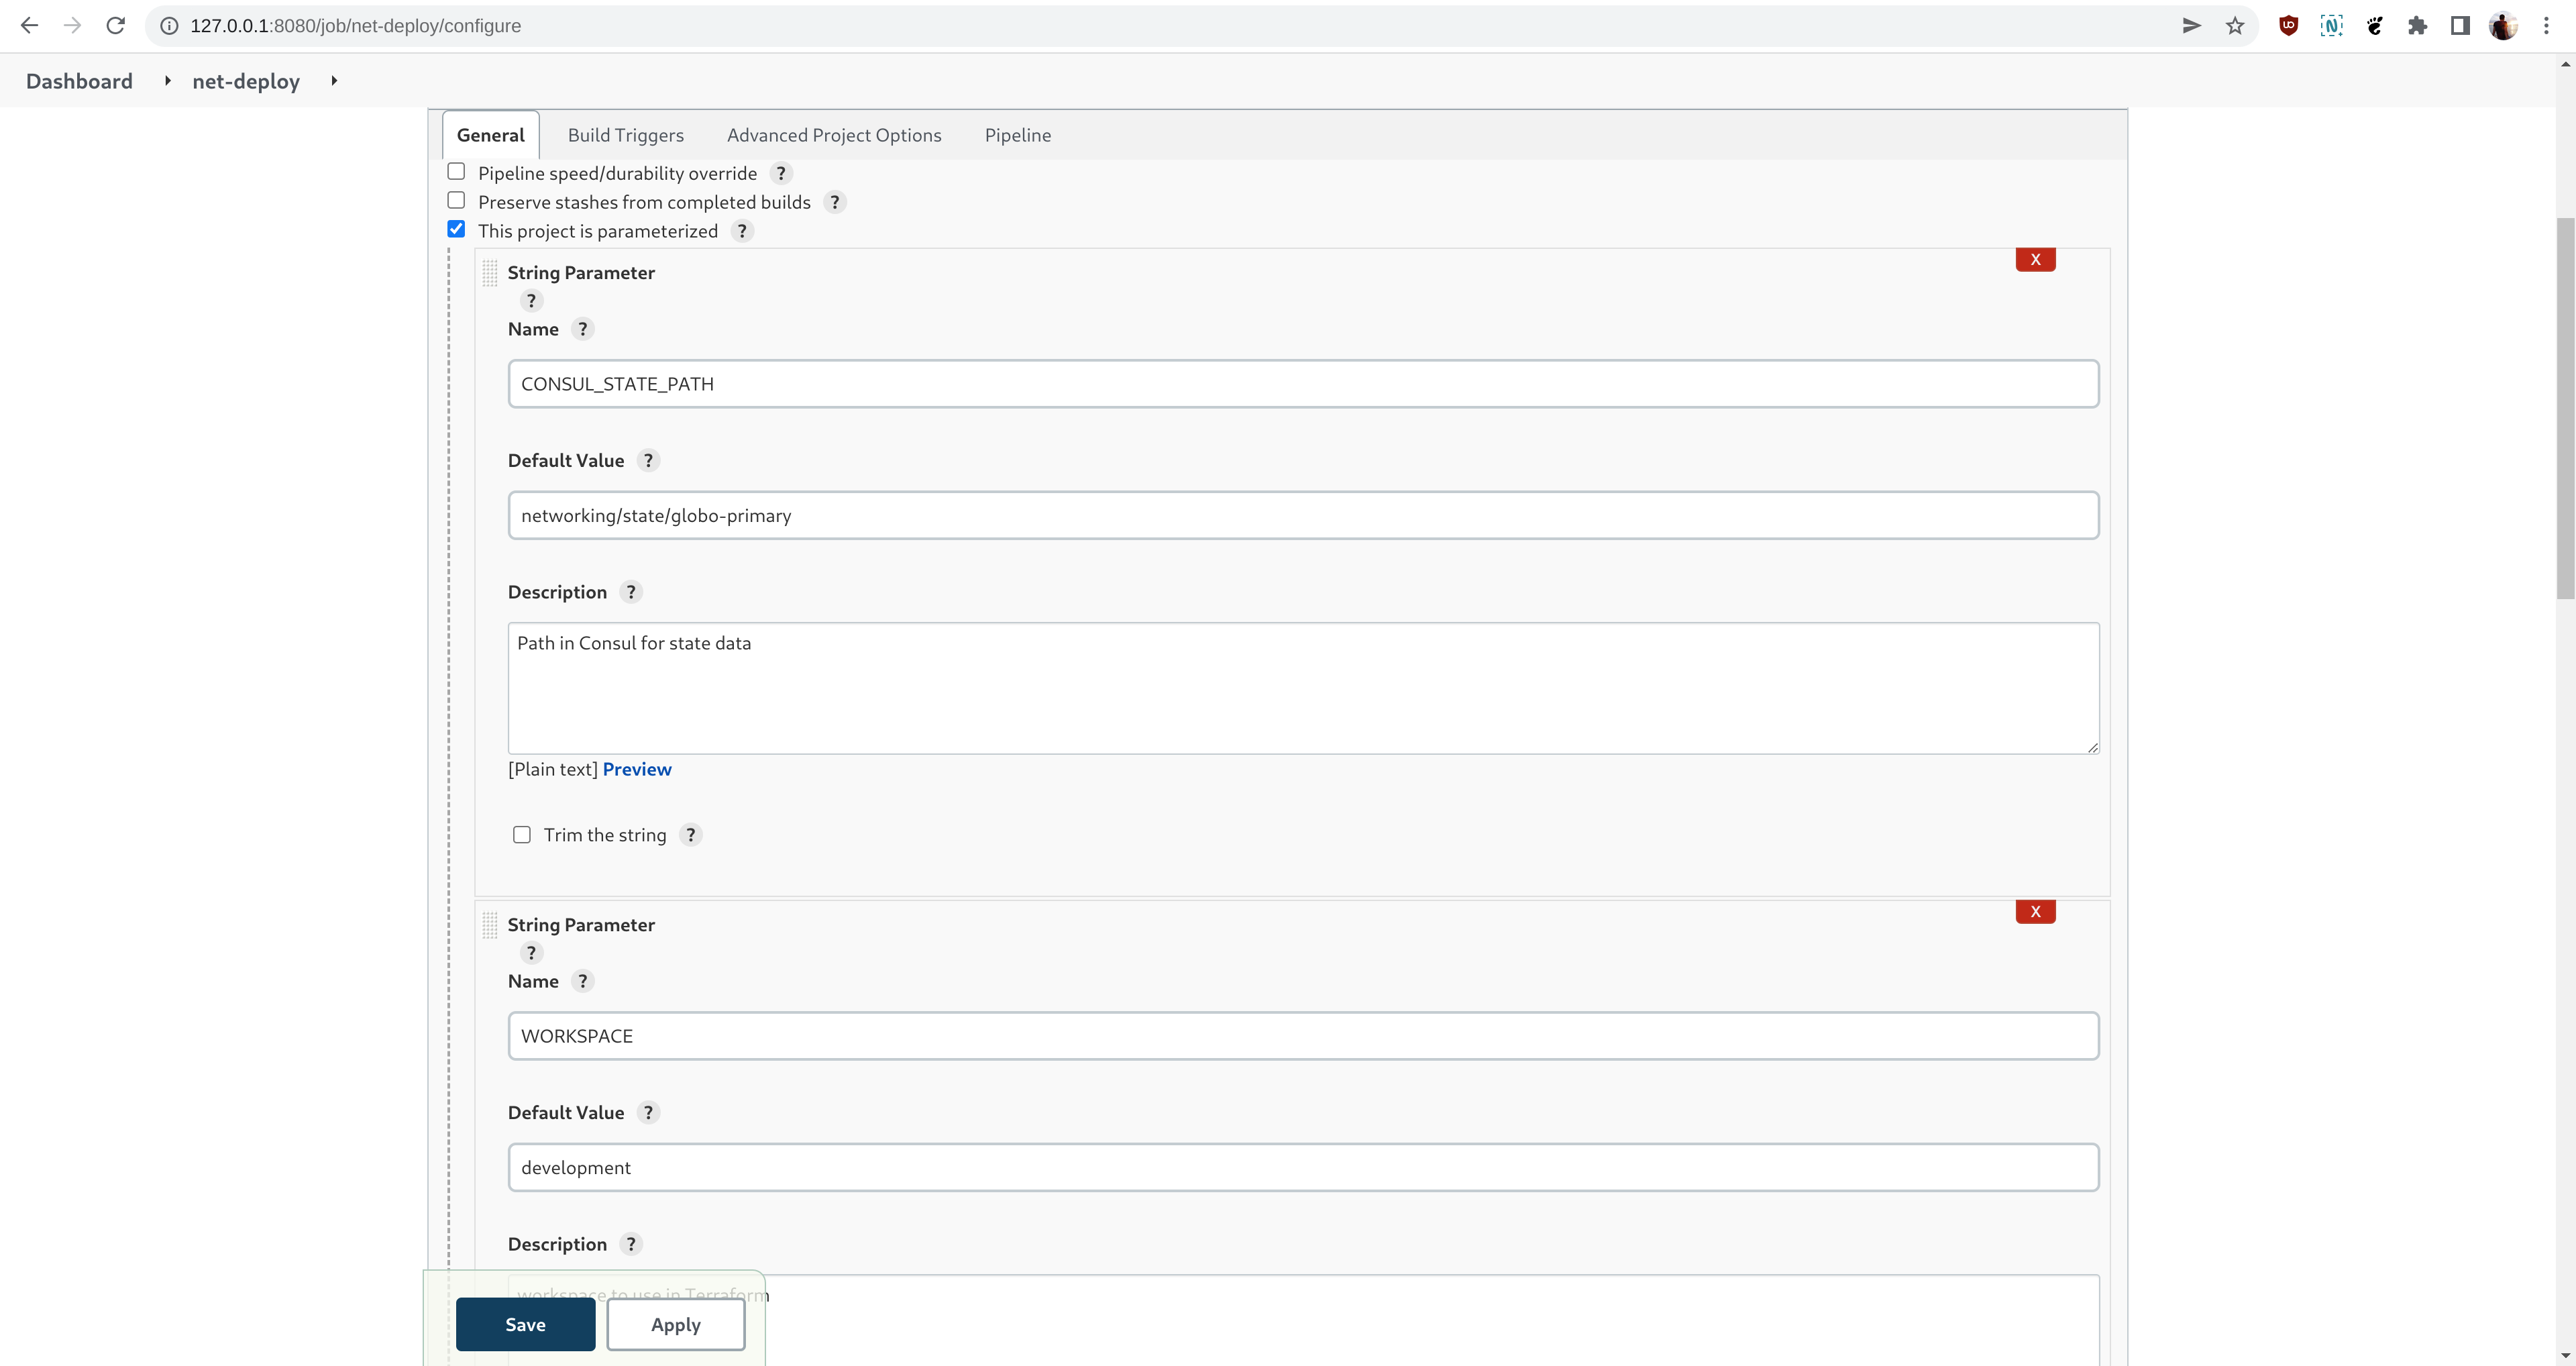 127.0.0.1:8080/job/net-deploy/configure
Dashboard net-deploy
General Build Triggers Advanced Project Options Pipeline
Pipeline speed/durability override ?
Preserve stashes from completed builds ?
This project is parameterized ?
X
String Parameter
?
Name ?
CONSUL_STATE_PATH
Default Value ?
networking/state/globo-primary
Description ?
Path in Consul for state data
[Plain text] Preview
Trim the string ?
X
String Parameter
?
Name ?
WORKSPACE
Default Value ?
development
Description ?
workspace to use in Terraform
Save Apply